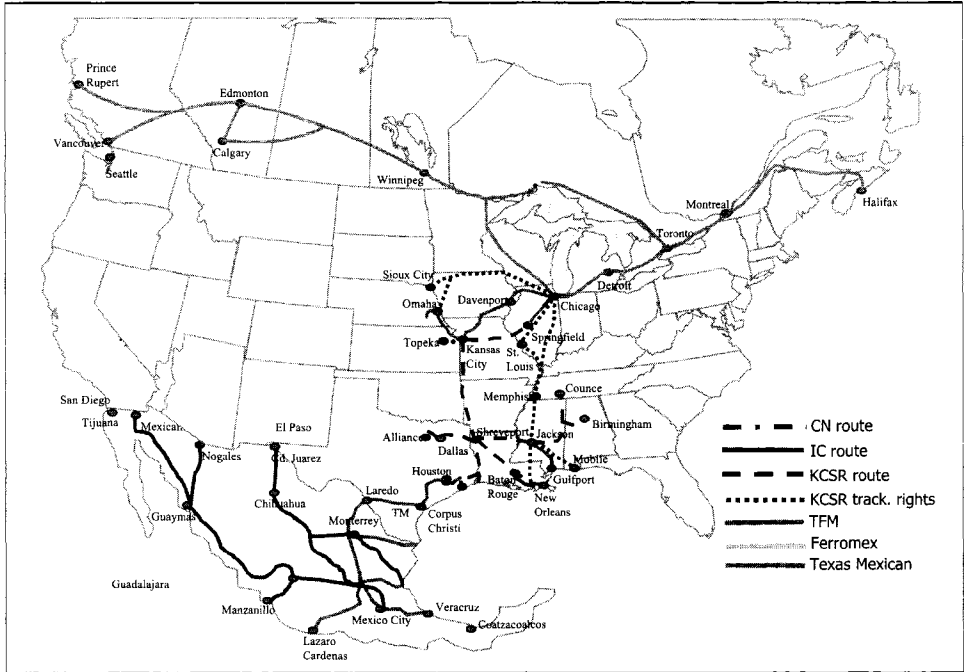 Prince
Rupert
Edmonton
Vancouver
Calgary
Seattle
Winnipeg
Montreal
Halifax
Toronto
Sioux City
Detroit
Omaha
Davenport
Chicago
Topeka
Kansas
City
Springfield
St.
Louis
Memphis
Counce
San Diego
Tijuana
Mexican
El Paso
Alliance
Dallas
Shreveport
Jackson
Birmingham
Nogales
Cd. Juarez
Houston
Baton
Rouge
Mobile
Gulfport
New
Orleans
Guaymas
Chihuahua
Laredo
TM
Corpus
Christi
Monterrey
Guadalajara
Manzanillo
Mexico City
Veracruz
Coatzacoalcos
Lazaro
Cardenas
CN route
IC route
KCSR route
KCSR track. rights
TFM
Ferromex
Texas Mexican